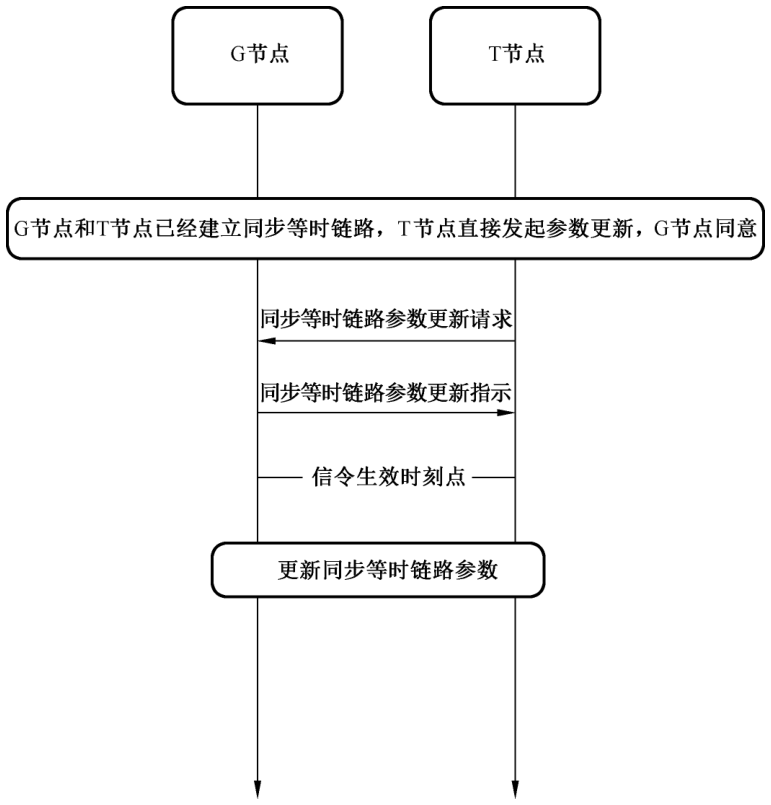 G节点
T节点
G节点和T节点已经建立同步等时链路，T节点直接发起参数更新，G节点同意
同步等时链路参数更新请求
同步等时链路参数更新指示
信令生效时刻点
更新同步等时链路参数